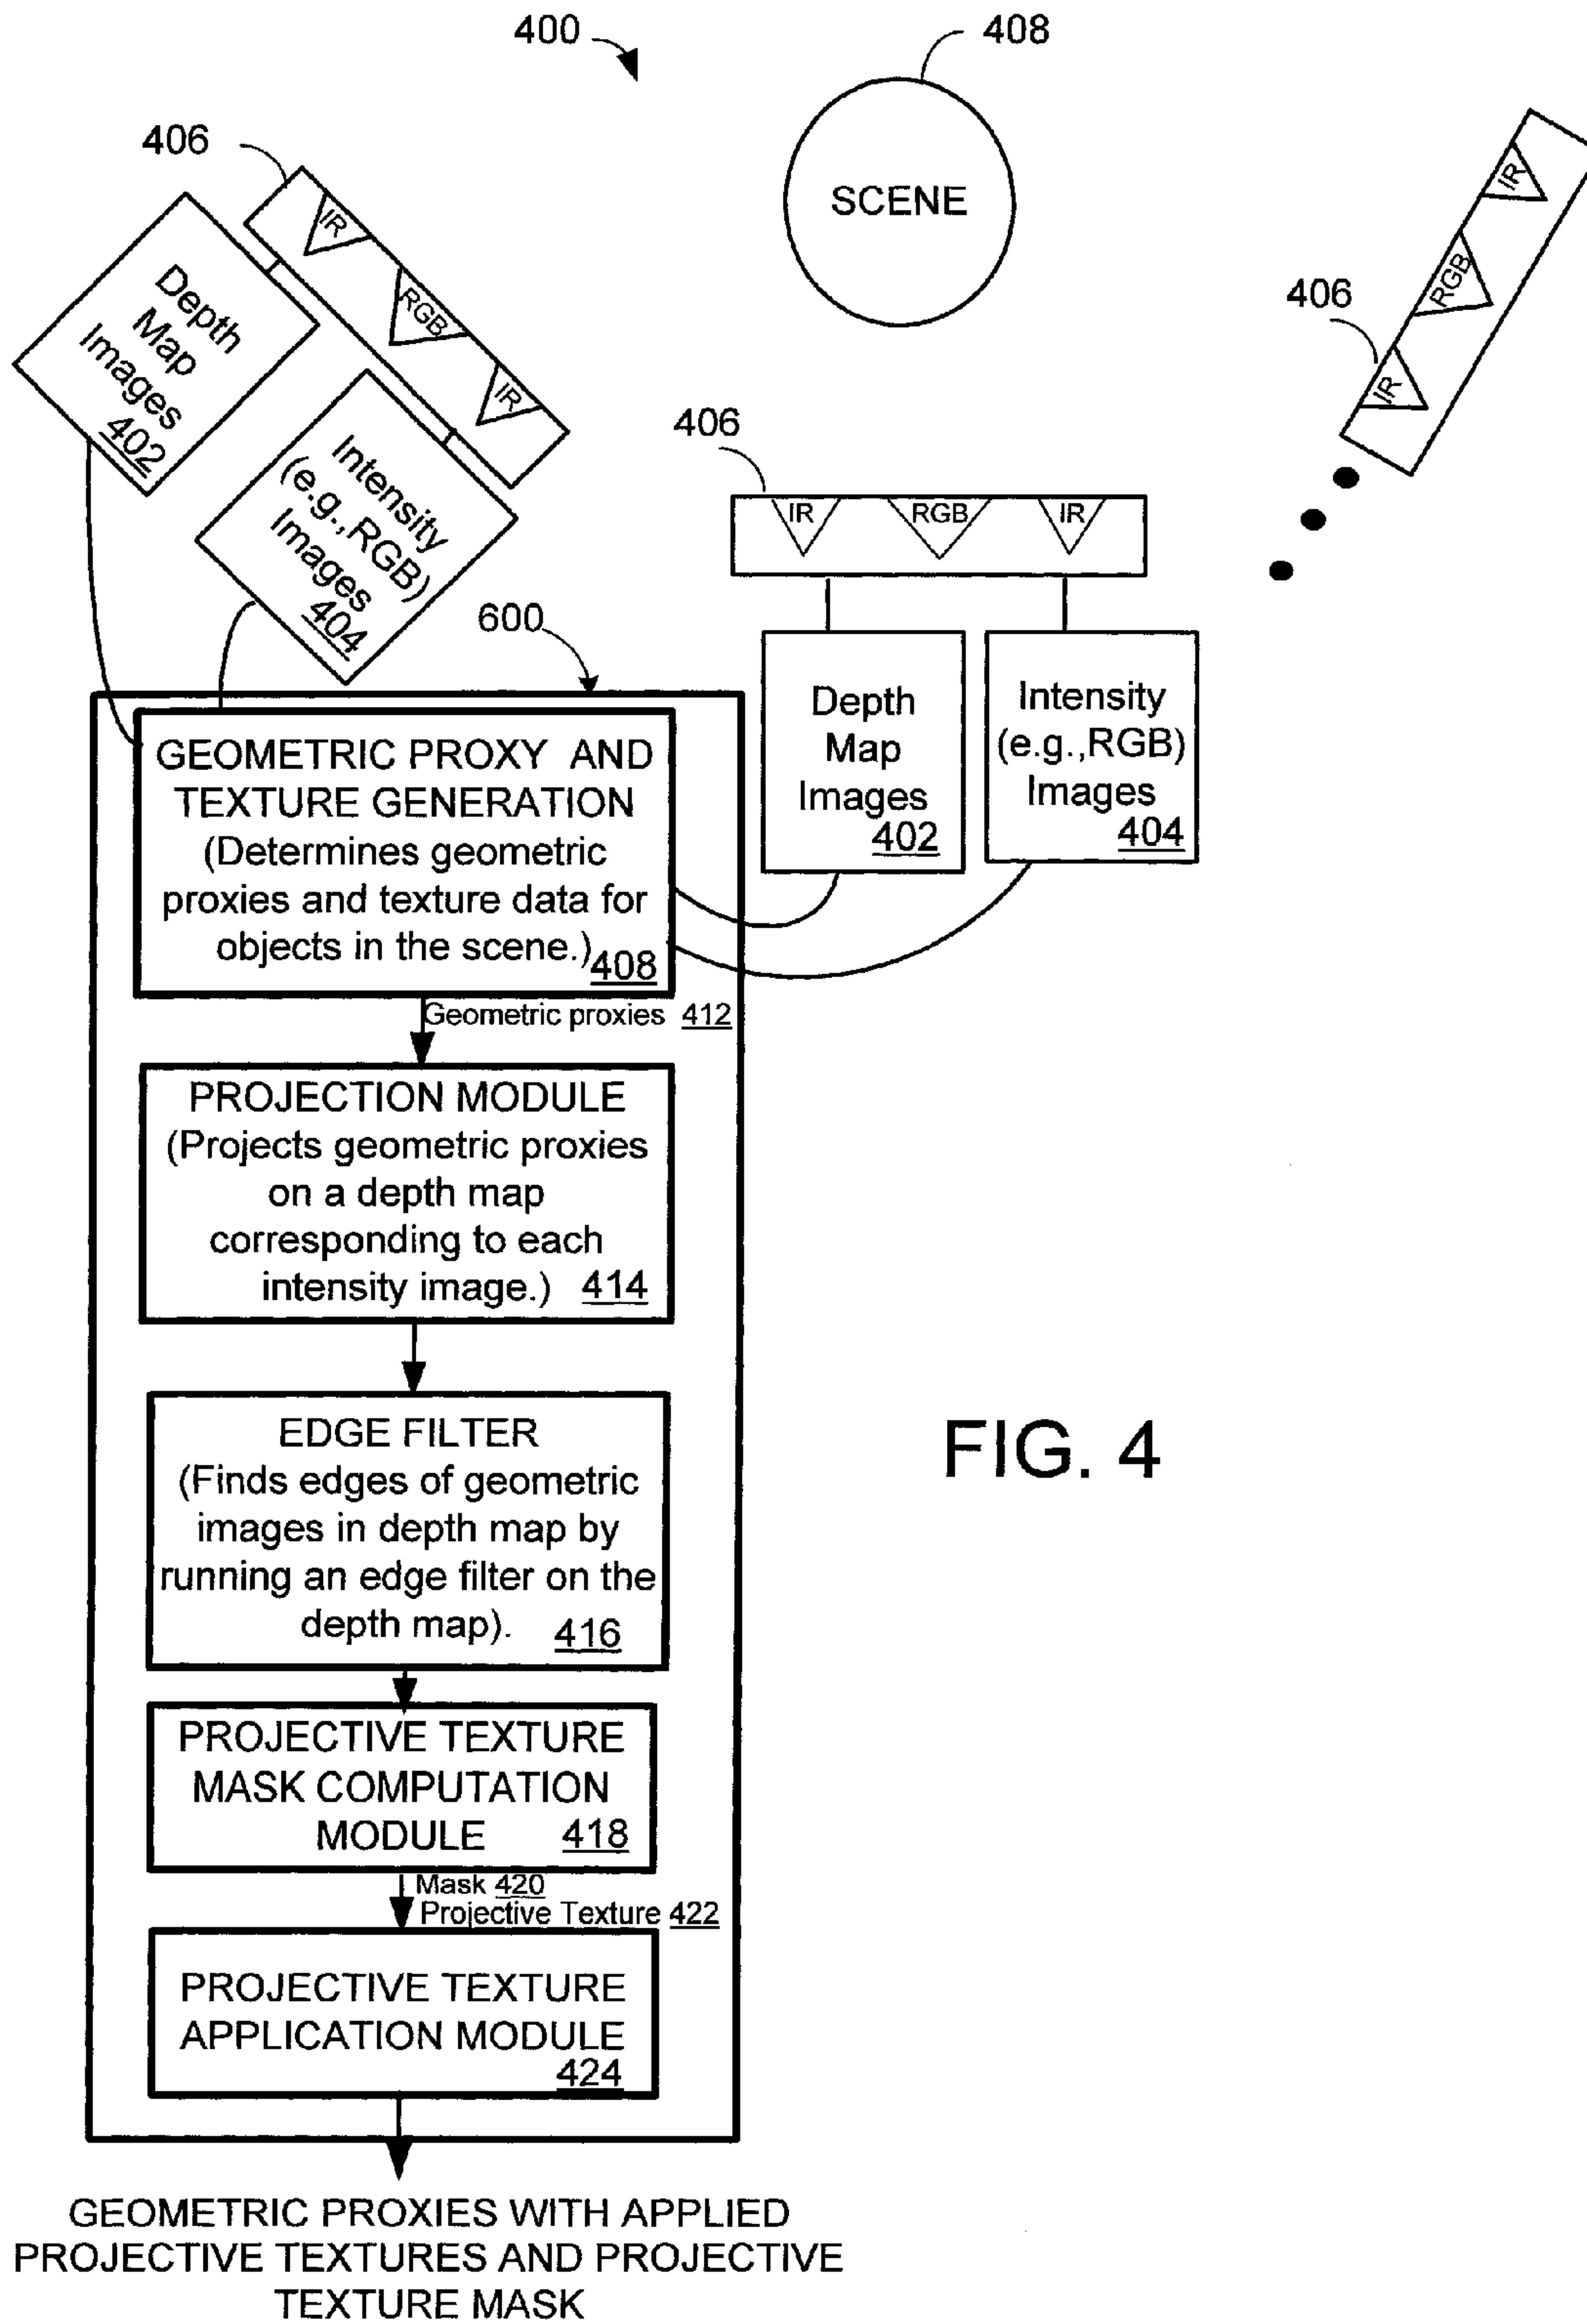 400
408
406
SCENE
IR
RGB
IR
IR
RGB
IR
406
Depth
Map
Images
402
Intensity
(e.g.,RGB)
Images
404
406
IR
RGB
IR
600
Depth
Map
Images
402
Intensity
(e.g.,RGB)
Images
404
GEOMETRIC PROXY AND
TEXTURE GENERATION
(Determines geometric
proxies and texture data for
objects in the scene.) 408
Geometric proxies 412
PROJECTION MODULE
(Projects geometric proxies
on a depth map
corresponding to each
intensity image.) 414
EDGE FILTER
(Finds edges of geometric
images in depth map by
running an edge filter on the
depth map). 416
FIG. 4
PROJECTIVE TEXTURE
MASK COMPUTATION
MODULE 418
Mask 420
Projective Texture 422
PROJECTIVE TEXTURE
APPLICATION MODULE
424
GEOMETRIC PROXIES WITH APPLIED
PROJECTIVE TEXTURES AND PROJECTIVE
TEXTURE MASK